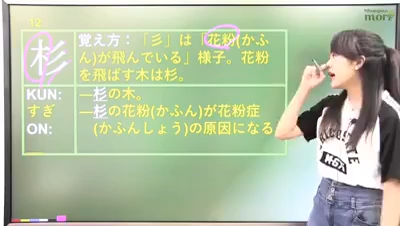 12
Nihongo no mori
杉
覚え方：「彡」は「花粉(かふ
ん)が飛んでいる」様子。花粉
を飛ばす木は杉。
KUN:
すぎ
ON:
―杉の木。
―杉の花粉(かふん)が花粉症
(かふんしょう)の原因になる